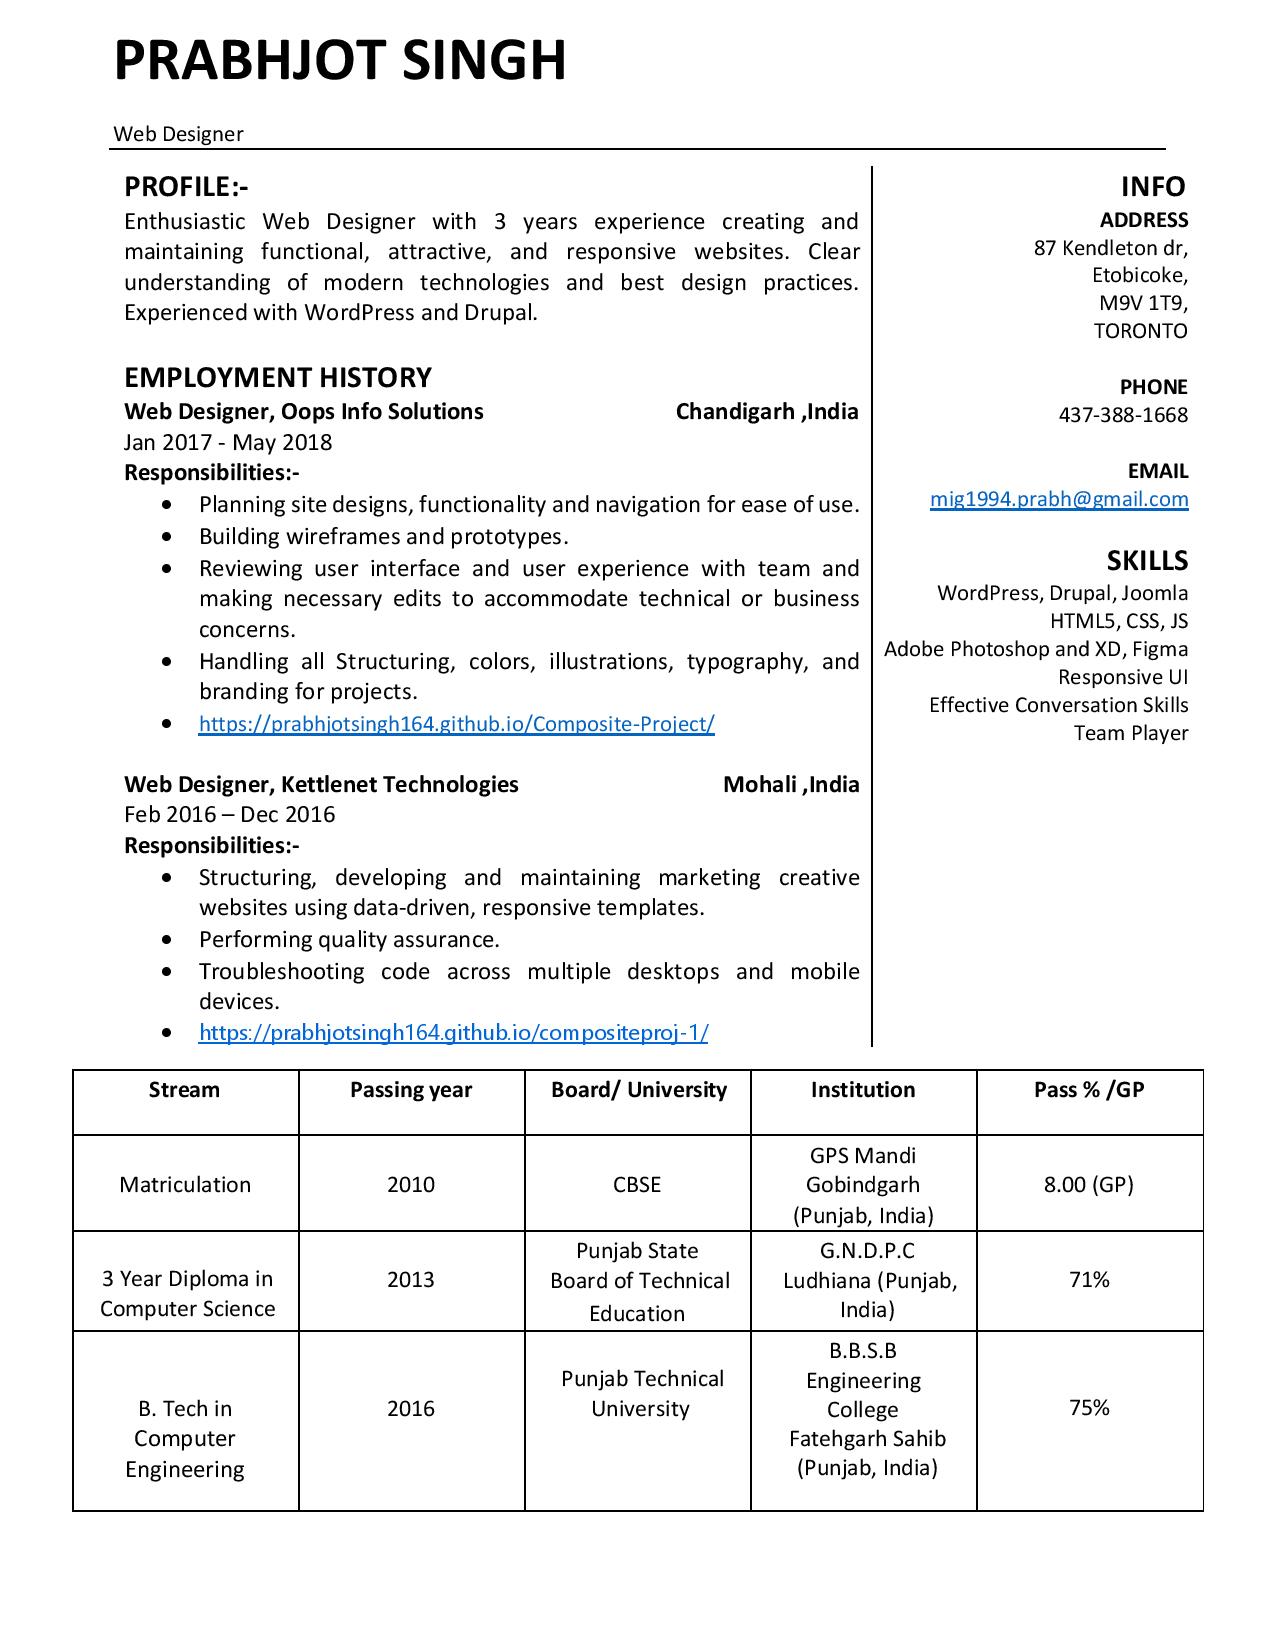 PRABHJOT SINGH
Web Designer
PROFILE:-
Enthusiastic Web Designer with 3 years experience creating and
maintaining functional, attractive, and responsive websites. Clear
understanding of modern technologies and best design practices.
Experienced with WordPress and Drupal.
EMPLOYMENT HISTORY
Web Designer, Oops Info Solutions Chandigarh ,India
Jan 2017 - May 2018
Responsibilities:-
• Planning site designs, functionality and navigation for ease of use.
• Building wireframes and prototypes.
• Reviewing user interface and user experience with team and
making necessary edits to accommodate technical or business
concerns.
• Handling all Structuring, colors, illustrations, typography, and
branding for projects.
• https://prabhjotsingh164.github.io/Composite-Project/
Web Designer, Kettlenet Technologies Mohali ,India
Feb 2016 – Dec 2016
Responsibilities:-
• Structuring, developing and maintaining marketing creative
websites using data-driven, responsive templates.
• Performing quality assurance.
• Troubleshooting code across multiple desktops and mobile
devices.
• https://prabhjotsingh164.github.io/compositeproj-1/
INFO
ADDRESS
87 Kendleton dr,
Etobicoke,
M9V 1T9,
TORONTO
PHONE
437-388-1668
EMAIL
mig1994.prabh@gmail.com
SKILLS
WordPress, Drupal, Joomla
HTML5, CSS, JS
Adobe Photoshop and XD, Figma
Responsive UI
Effective Conversation Skills
Team Player
Stream Passing year Board/ University Institution Pass % /GP
Matriculation
2010
CBSE
GPS Mandi
Gobindgarh
(Punjab, India)
8.00 (GP)
3 Year Diploma in
Computer Science
2013
Punjab State
Board of Technical
Education
G.N.D.P.C
Ludhiana (Punjab,
India)
71%
B. Tech in
Computer
Engineering
2016
Punjab Technical
University
B.B.S.B
Engineering
College
Fatehgarh Sahib
(Punjab, India)
75%